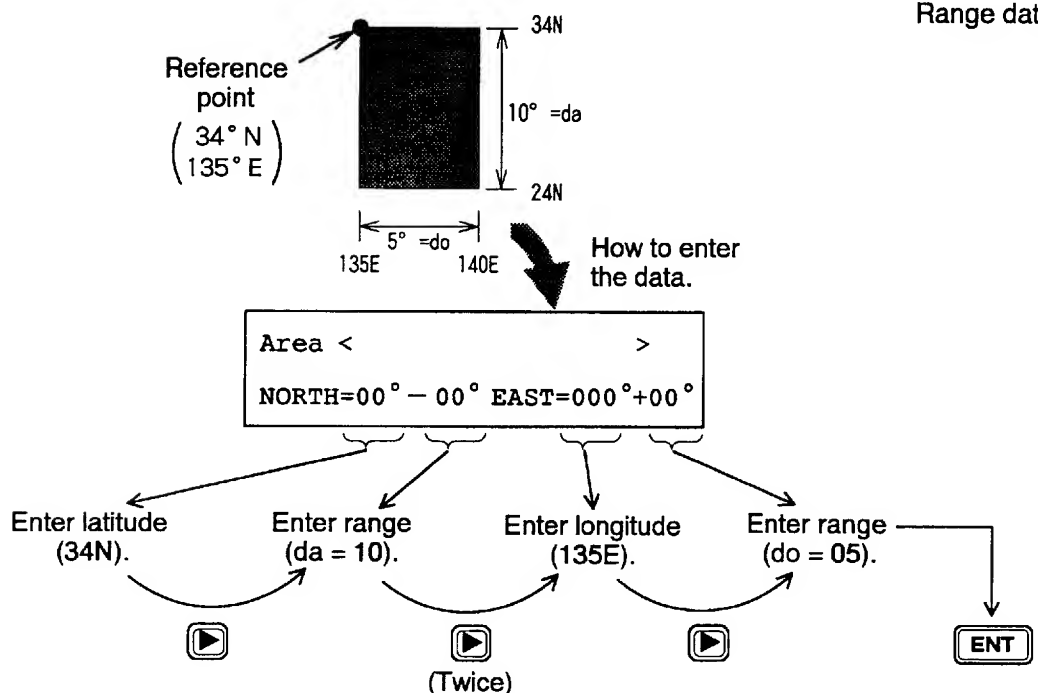 Range dat
34N
Reference
point
( 34° N
135° E )
10° =da
24N
5° =do
135E 140E
How to enter
the data.
Area < >
NORTH=00° − 00° EAST=000°+00°
Enter latitude
(34N).
Enter range
(da = 10).
Enter longitude
(135E).
Enter range
(do = 05).
(Twice)
ENT